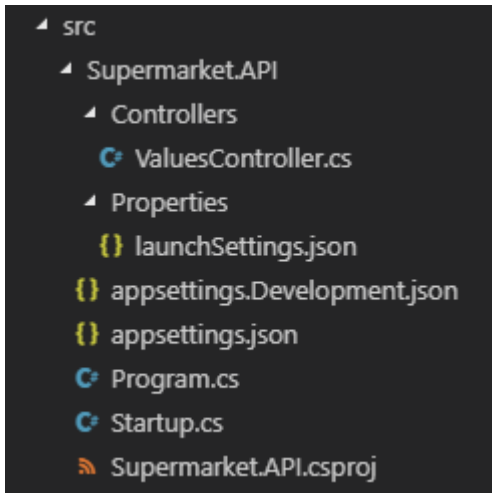 src
Supermarket.API
Controllers
C# ValuesController.cs
Properties
{} launchSettings.json
{} appsettings.Development.json
{} appsettings.json
C# Program.cs
C# Startup.cs
Supermarket.API.csproj